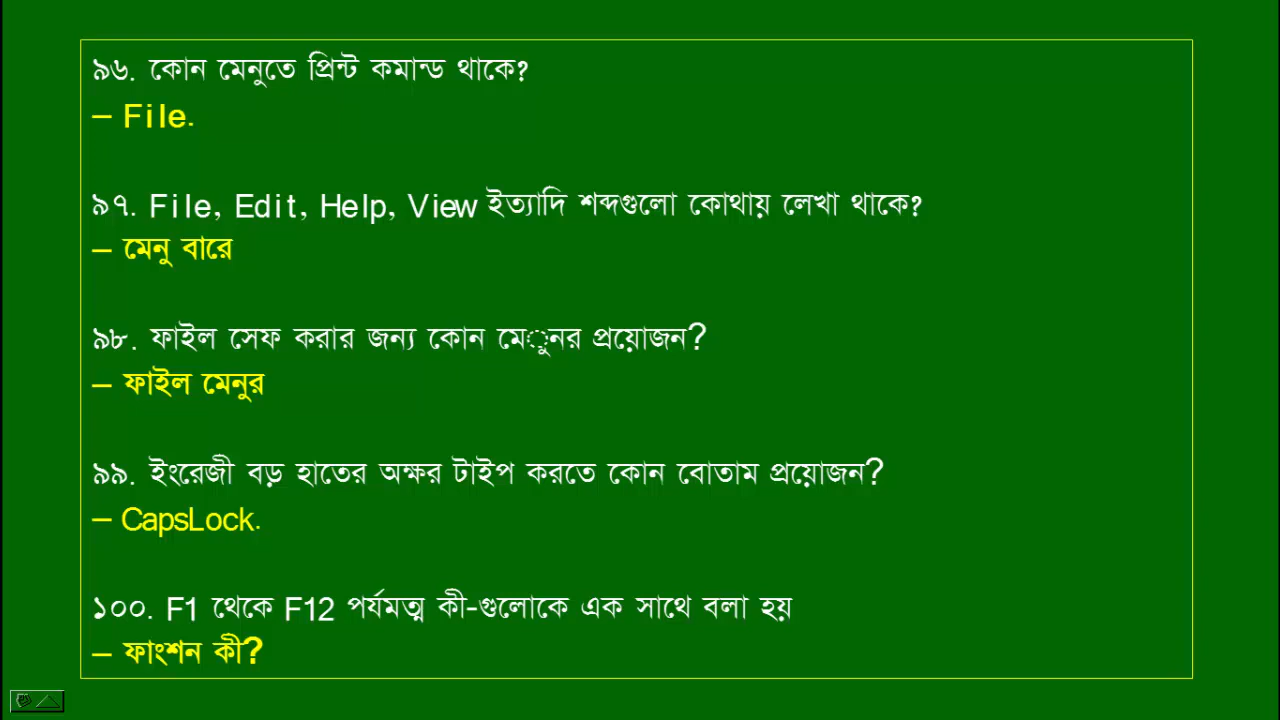 ৯৬. কোন মেনুতে প্রিন্ট কমান্ড থাকে?
– File.
৯৭. File, Edit, Help, View ইত্যাদি শব্দগুলো কোথায় লেখা থাকে?
– মেনু বারে
৯৮. ফাইল সেফ করার জন্য কোন মেুনর প্রয়োজন?
– ফাইল মেনুর
৯৯. ইংরেজী বড় হাতের অক্ষর টাইপ করতে কোন বোতাম প্রয়োজন?
– CapsLock.
১০০. F1 থেকে F12 পর্যমত্ম কী-গুলোকে এক সাথে বলা হয়
– ফাংশন কী?